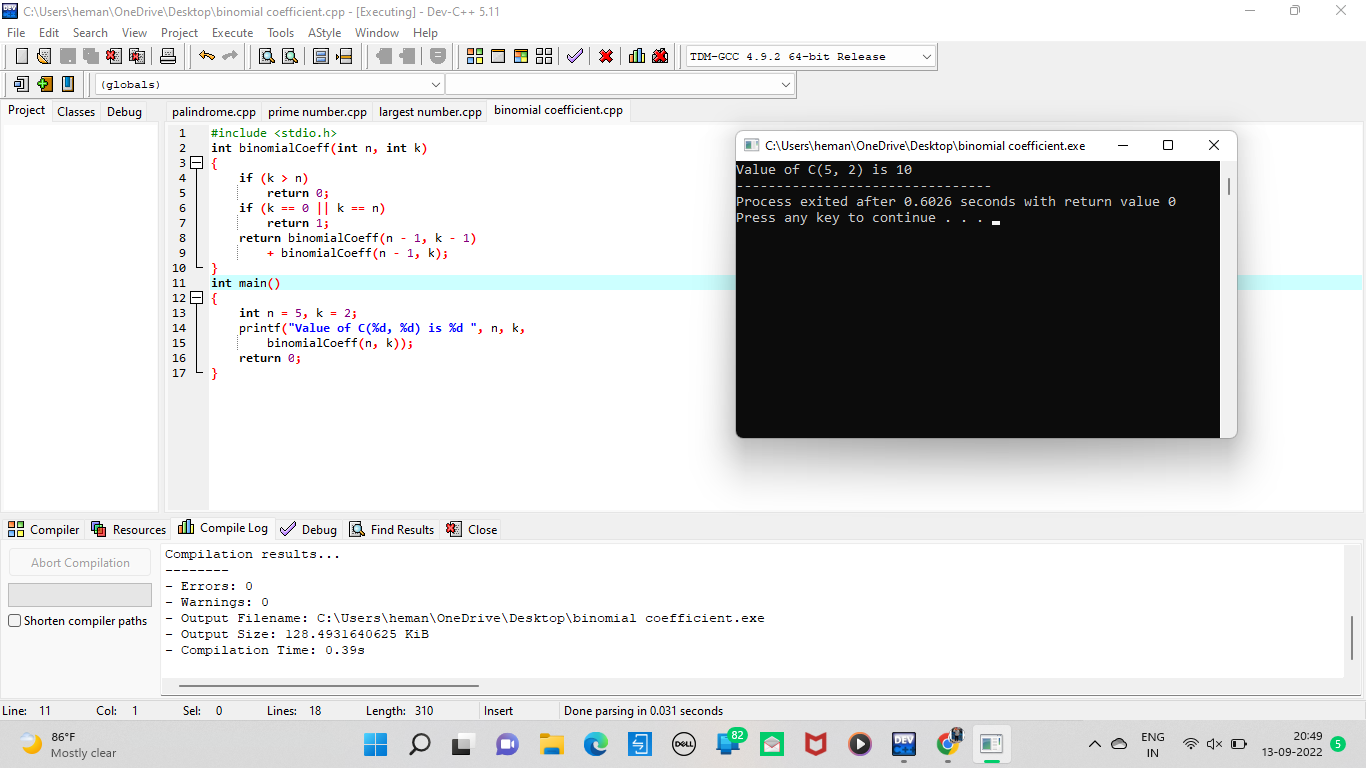 C:\Users\heman\OneDrive\Desktop\binomial coefficient.cpp - [Executing] - Dev-C++ 5.11
File Edit Search View Project Execute Tools AStyle Window Help
TDM-GCC 4.9.2 64-bit Release
(globals)
Project Classes Debug
palindrome.cpp prime number.cpp largest number.cpp binomial coefficient.cpp
1 #include <stdio.h>
2 int binomialCoeff(int n, int k)
3 {
4 if (k > n)
5 return 0;
6 if (k == 0 || k == n)
7 return 1;
8 return binomialCoeff(n - 1, k - 1)
9 + binomialCoeff(n - 1, k);
10 }
11 int main()
12 {
13 int n = 5, k = 2;
14 printf("Value of C(%d, %d) is %d ", n, k,
15 binomialCoeff(n, k));
16 return 0;
17 }
C:\Users\heman\OneDrive\Desktop\binomial coefficient.exe
Value of C(5, 2) is 10
--------------------------------
Process exited after 0.6026 seconds with return value 0
Press any key to continue . . .
Compiler Resources Compile Log Debug Find Results Close
Abort Compilation
Shorten compiler paths
Compilation results...
--------
- Errors: 0
- Warnings: 0
- Output Filename: C:\Users\heman\OneDrive\Desktop\binomial coefficient.exe
- Output Size: 128.4931640625 KiB
- Compilation Time: 0.39s
Line: 11 Col: 1 Sel: 0 Lines: 18 Length: 310 Insert Done parsing in 0.031 seconds
86°F
Mostly clear
82
DELL
DEV
C++
ENG
IN
20:49
13-09-2022
5